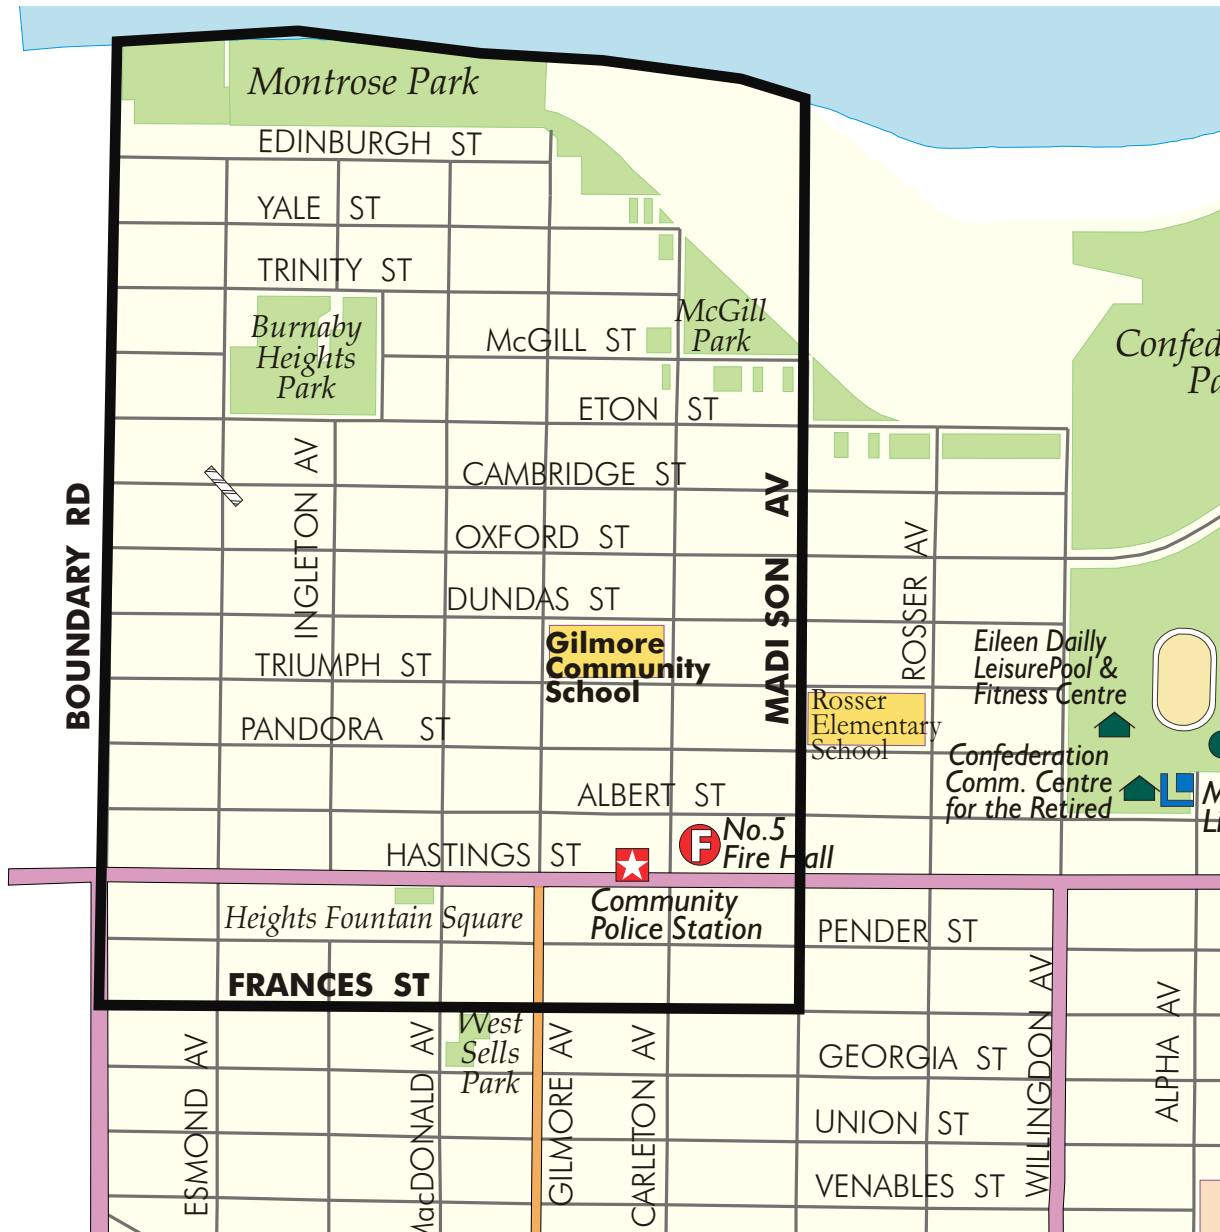 Montrose Park
EDINBURGH ST
YALE ST
TRINITY ST
Burnaby
Heights
Park
McGILL ST
McGill
Park
Confed
Pa
ETON ST
CAMBRIDGE ST
OXFORD ST
DUNDAS ST
BOUNDARY RD
INGLETON AV
MADISON AV
ROSSER AV
Gilmore
Community
School
TRIUMPH ST
Eileen Dailly
LeisurePool &
Fitness Centre
Rosser
Elementary
School
PANDORA ST
Confederation
Comm. Centre
for the Retired
M
Li
ALBERT ST
No.5
Fire Hall
F
HASTINGS ST
Community
Police Station
Heights Fountain Square
PENDER ST
FRANCES ST
West
Sells
Park
ESMOND AV
MacDONALD AV
GILMORE AV
CARLETON AV
WILLINGDON AV
ALPHA AV
GEORGIA ST
UNION ST
VENABLES ST